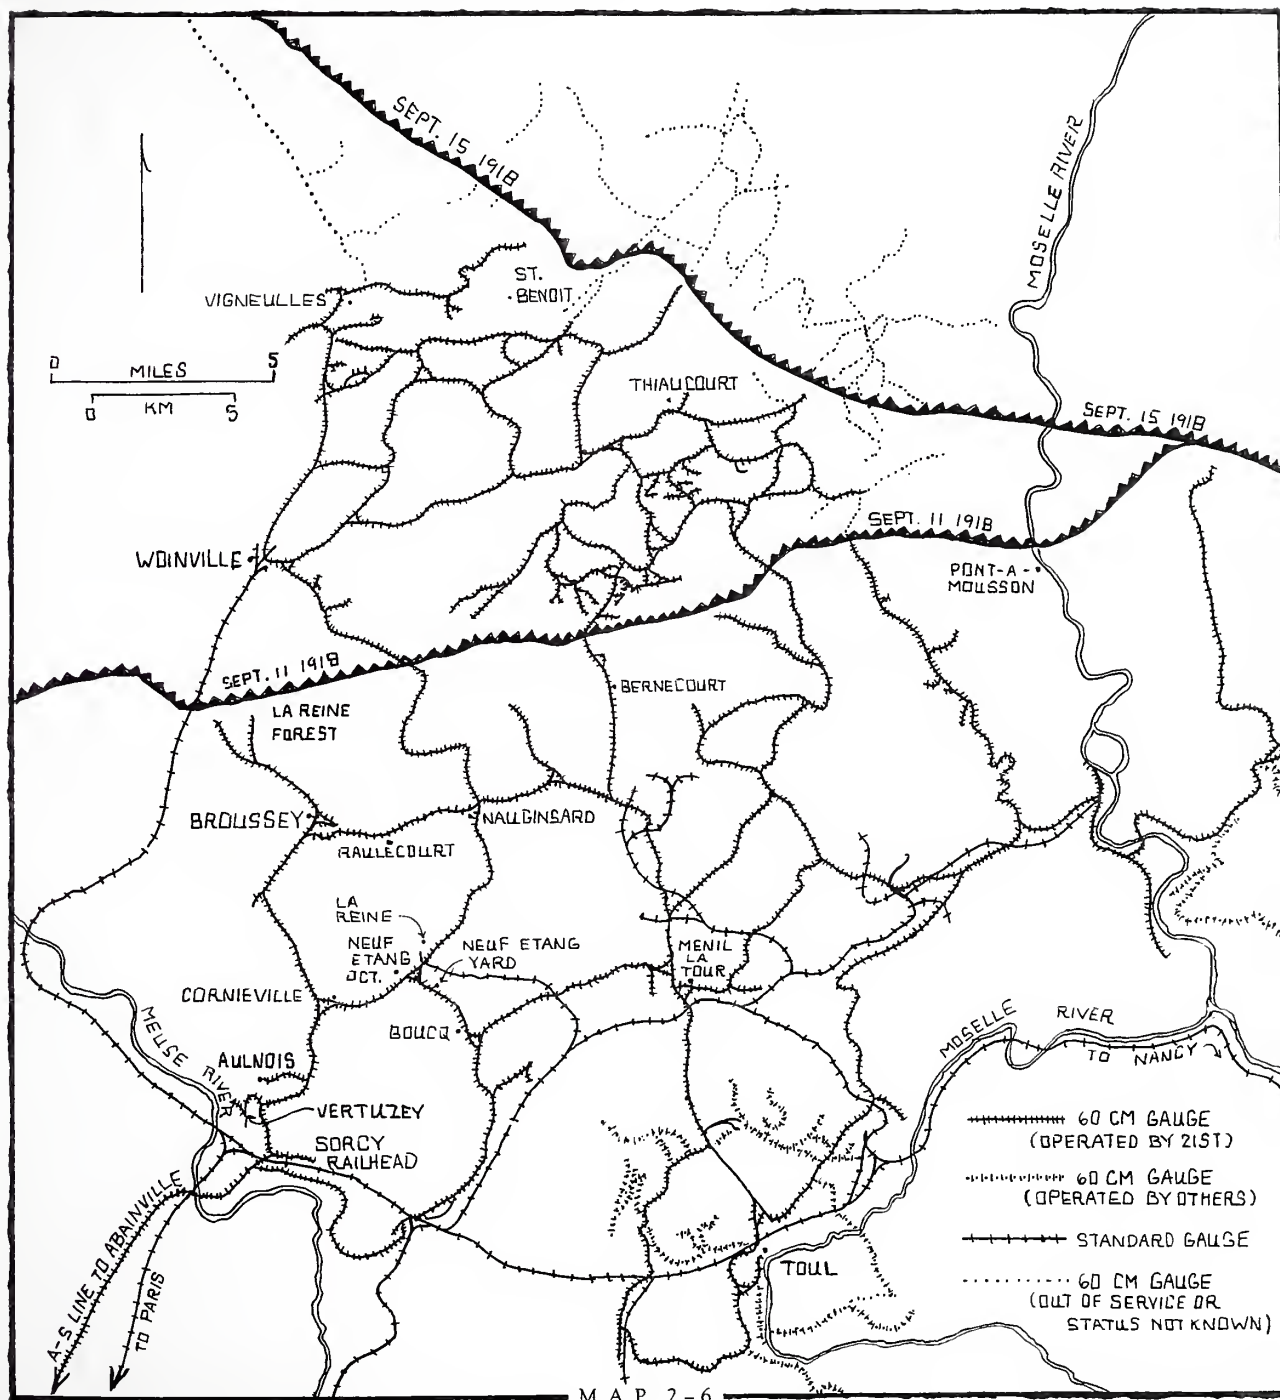 SEPT. 15 1918
MOSELLE RIVER
VIGNEULLES
ST.
BENOIT
0 5
MILES
0 5
KM
THIAUCOURT
SEPT. 15 1918
SEPT. 11 1918
WOINVILLE
PONT-A-
MOUSSON
SEPT. 11 1918
BERNECOURT
LA REINE
FOREST
BROUSSEY
NAUGINSARD
RAULECOURT
LA
REINE
NEUF
ETANG
OCT.
NEUF ETANG
YARD
MENIL
LA
TOUR
CORNIEVILLE
BOUCQ
MEUSE RIVER
MOSELLE RIVER
TO NANCY
AULNOIS
VERTUZEY
SORCY
RAILHEAD
A-S LINE TO ABAINVILLE
TO PARIS
TOUL
60 CM GAUGE
(OPERATED BY 21ST)
60 CM GAUGE
(OPERATED BY OTHERS)
STANDARD GAUGE
60 CM GAUGE
(OUT OF SERVICE OR
STATUS NOT KNOWN)
MAP 2-6